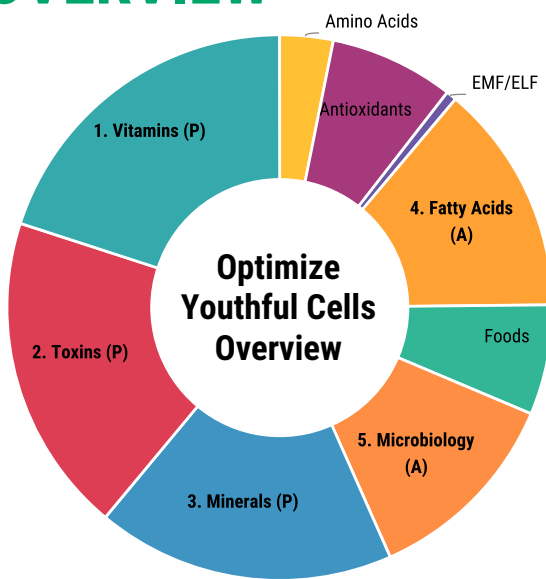 OVERVIEW
Amino Acids
EMF/ELF
Antioxidants
1. Vitamins (P)
4. Fatty Acids
(A)
Optimize
Youthful Cells
Overview
Foods
2. Toxins (P)
5. Microbiology
(A)
3. Minerals (P)